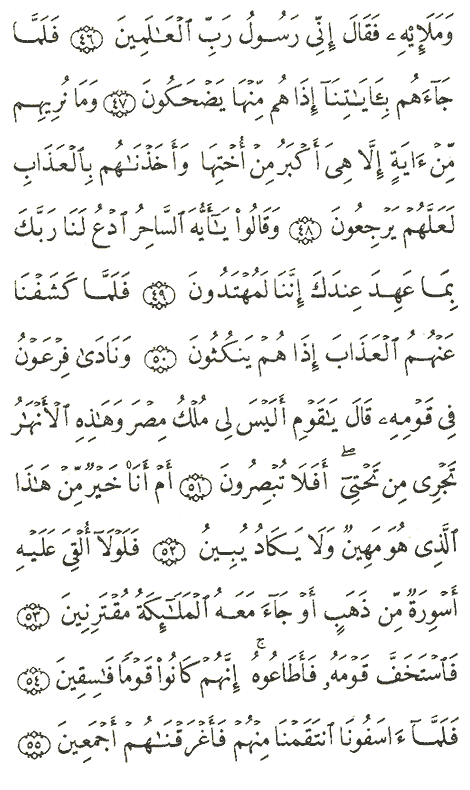 وَمَلَإِيْهِۦ فَقَالَ إِنِّى رَسُولُ رَبِّ ٱلْعَـٰلَمِينَ ٤٦ فَلَمَّا
جَآءَهُم بِـَٔايَـٰتِنَآ إِذَا هُم مِّنْهَا يَضْحَكُونَ ٤٧ وَمَا نُرِيهِم
مِّنْ ءَايَةٍ إِلَّا هِىَ أَكْبَرُ مِنْ أُخْتِهَا وَأَخَذْنَـٰهُم بِٱلْعَذَابِ
لَعَلَّهُمْ يَرْجِعُونَ ٤٨ وَقَالُوا۟ يَـٰٓأَيُّهَ ٱلسَّاحِرُ ٱدْعُ لَنَا رَبَّكَ
بِمَا عَهِدَ عِندَكَ إِنَّنَا لَمُهْتَدُونَ ٤٩ فَلَمَّا كَشَفْنَا
عَنْهُمُ ٱلْعَذَابَ إِذَا هُمْ يَنكُثُونَ ٥٠ وَنَادَىٰ فِرْعَوْنُ
فِى قَوْمِهِۦ قَالَ يَـٰقَوْمِ أَلَيْسَ لِى مُلْكُ مِصْرَ وَهَـٰذِهِ ٱلْأَنْهَـٰرُ
تَجْرِى مِن تَحْتِىٓ ۖ أَفَلَا تُبْصِرُونَ ٥١ أَمْ أَنَا۠ خَيْرٌ مِّنْ هَـٰذَا
ٱلَّذِى هُوَ مَهِينٌ وَلَا يَكَادُ يُبِينُ ٥٢ فَلَوْلَآ أُلْقِىَ عَلَيْهِ
أَسْوِرَةٌ مِّن ذَهَبٍ أَوْ جَآءَ مَعَهُ ٱلْمَلَـٰٓئِكَةُ مُقْتَرِنِينَ ٥٣
فَٱسْتَخَفَّ قَوْمَهُۥ فَأَطَاعُوهُ ۚ إِنَّهُمْ كَانُوا۟ قَوْمًا فَـٰسِقِينَ ٥٤
فَلَمَّآ ءَاسَفُونَا ٱنتَقَمْنَا مِنْهُمْ فَأَغْرَقْنَـٰهُمْ أَجْمَعِينَ ٥٥